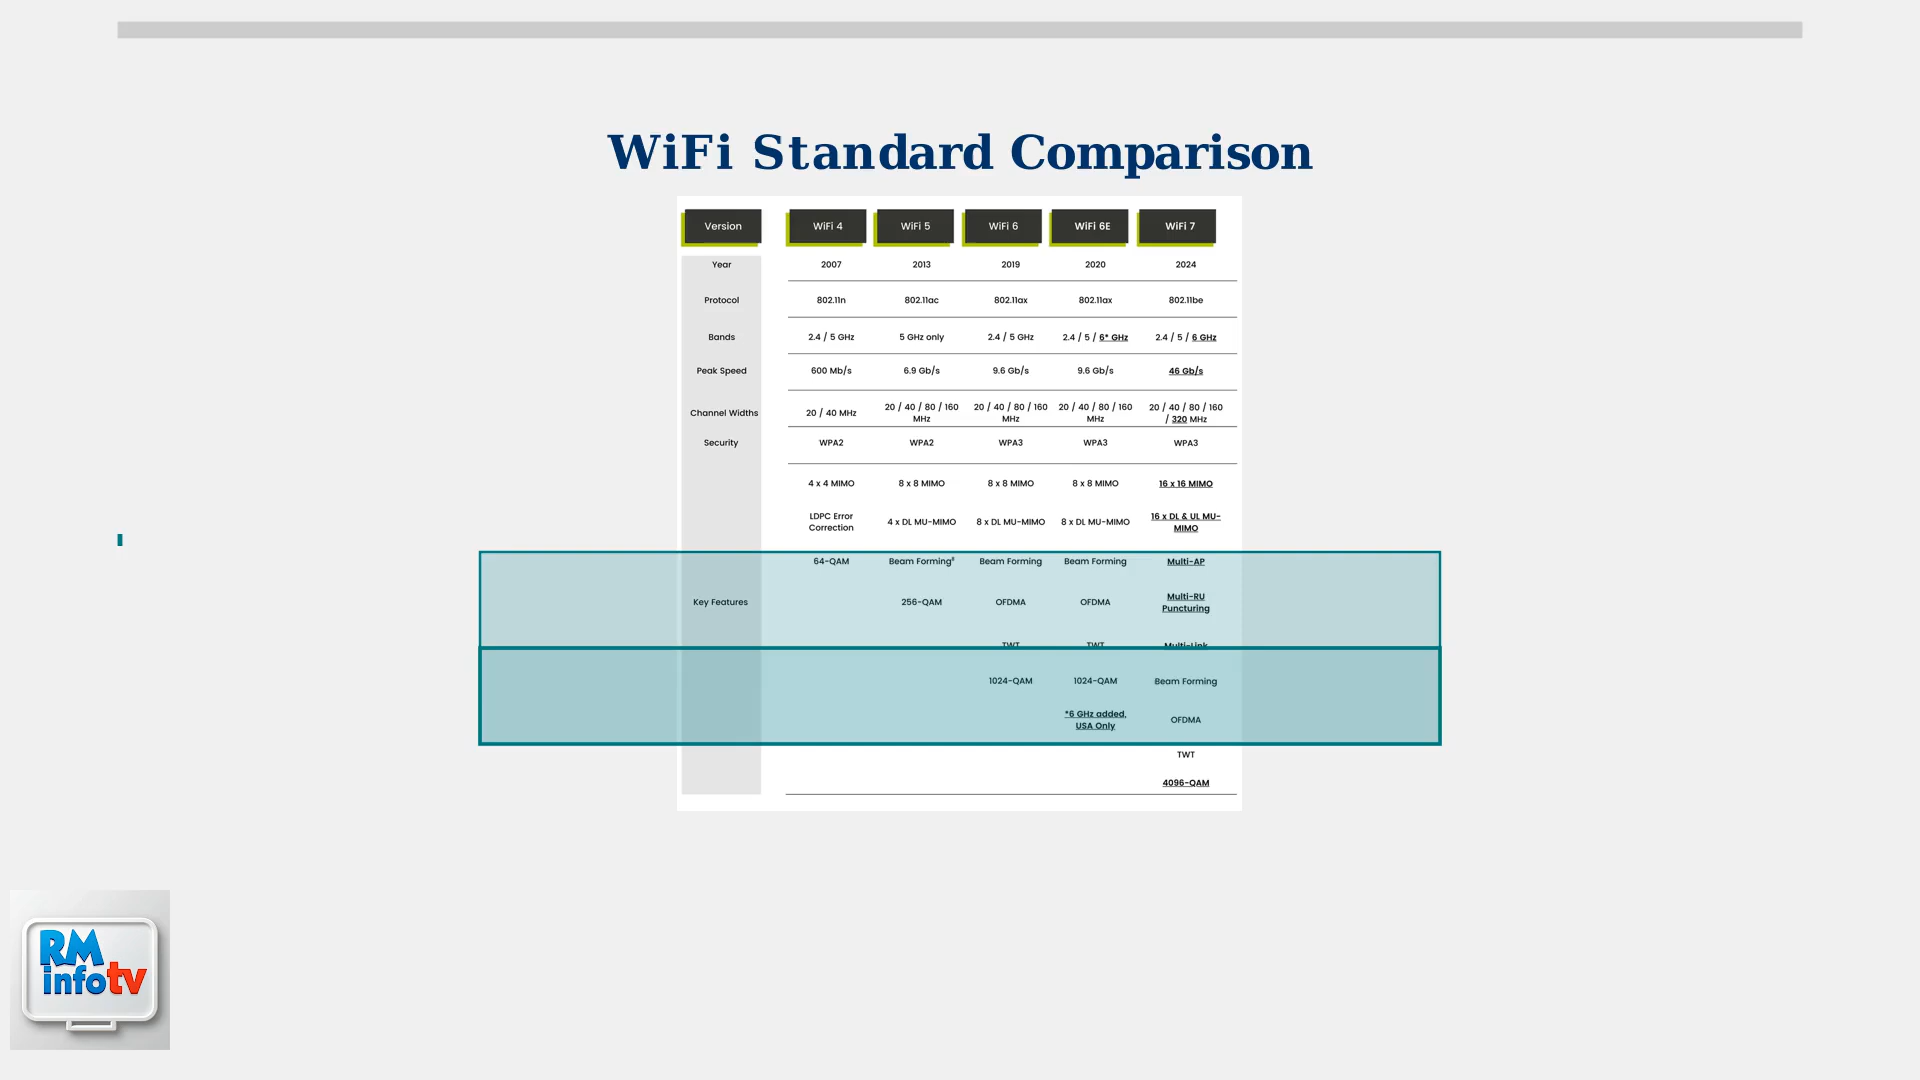 WiFi Standard Comparison
Version WiFi 4 WiFi 5 WiFi 6 WiFi 6E WiFi 7
Year 2007 2013 2019 2020 2024
Protocol 802.11n 802.11ac 802.11ax 802.11ax 802.11be
Bands 2.4 / 5 GHz 5 GHz only 2.4 / 5 GHz 2.4 / 5 / 6* GHz 2.4 / 5 / 6 GHz
Peak Speed 600 Mb/s 6.9 Gb/s 9.6 Gb/s 9.6 Gb/s 46 Gb/s
Channel Widths 20 / 40 MHz 20 / 40 / 80 / 160 MHz 20 / 40 / 80 / 160 MHz 20 / 40 / 80 / 160 MHz 20 / 40 / 80 / 160 / 320 MHz
Security WPA2 WPA2 WPA3 WPA3 WPA3
4 x 4 MIMO 8 x 8 MIMO 8 x 8 MIMO 8 x 8 MIMO 16 x 16 MIMO
LDPC Error Correction 4 x DL MU-MIMO 8 x DL MU-MIMO 8 x DL MU-MIMO 16 x DL & UL MU-MIMO
64-QAM Beam Forming# Beam Forming Beam Forming Multi-AP
Key Features 256-QAM OFDMA OFDMA Multi-RU Puncturing
TWT TWT Multi-Link
1024-QAM 1024-QAM Beam Forming
*6 GHz added, USA Only OFDMA
TWT
4096-QAM
RM
infotv